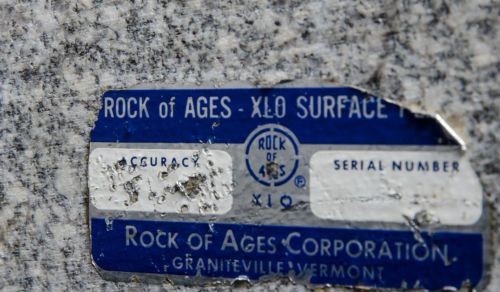 ROCK of AGES - XLO SURFACE
ACCURACY
ROCK
OF
AGES
®
XLO
SERIAL NUMBER
ROCK OF AGES CORPORATION
GRANITEVILLE, VERMONT